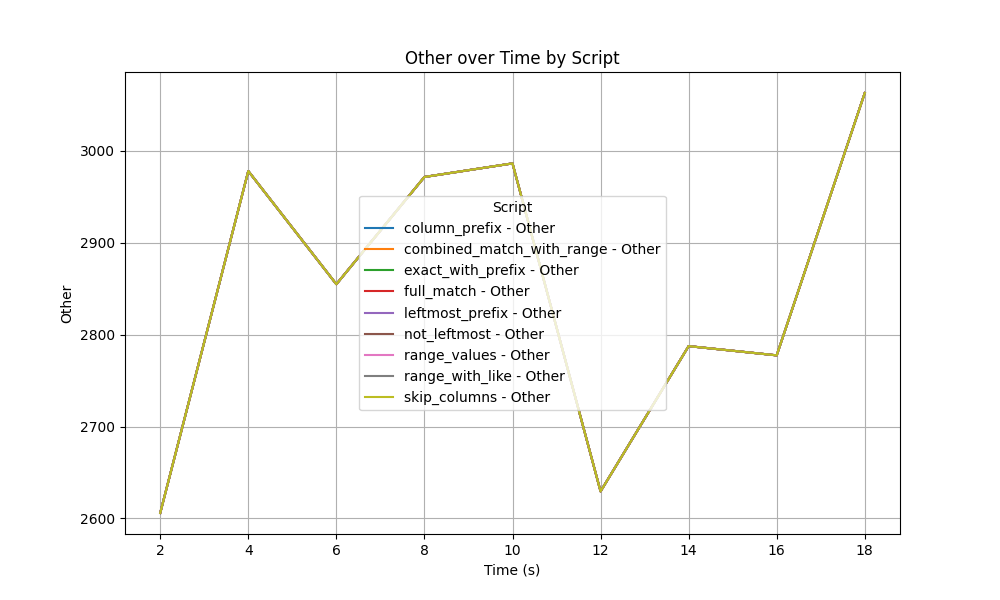 Other over Time by Script
Other
3000
2900
2800
2700
2600
Script
column_prefix - Other
combined_match_with_range - Other
exact_with_prefix - Other
full_match - Other
leftmost_prefix - Other
not_leftmost - Other
range_values - Other
range_with_like - Other
skip_columns - Other
2 4 6 8 10 12 14 16 18
Time (s)